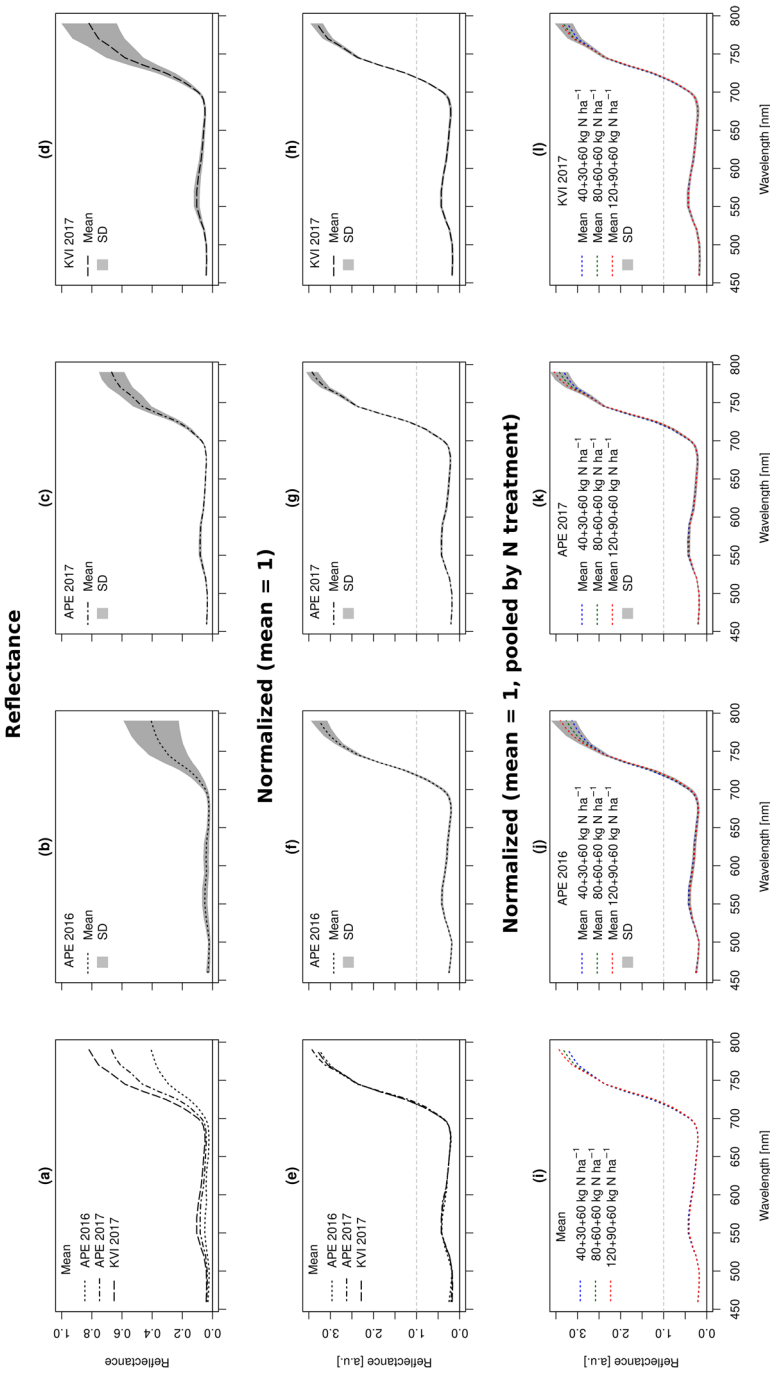 Reflectance
(a)
Mean
APE 2016
APE 2017
KVI 2017
Reflectance
1.0
0.8
0.6
0.4
0.2
0.0
(b)
APE 2016
Mean
SD
(c)
APE 2017
Mean
SD
(d)
KVI 2017
Mean
SD
Normalized (mean = 1)
(e)
Mean
APE 2016
APE 2017
KVI 2017
Reflectance [a.u.]
3.0
2.0
1.0
0.0
(f)
APE 2016
Mean
SD
(g)
APE 2017
Mean
SD
(h)
KVI 2017
Mean
SD
Normalized (mean = 1, pooled by N treatment)
(i)
Mean
40+30+60 kg N ha⁻¹
80+60+60 kg N ha⁻¹
120+90+60 kg N ha⁻¹
Reflectance [a.u.]
3.0
2.0
1.0
0.0
450 500 550 600 650 700 750 800
Wavelength [nm]
(j)
APE 2016
Mean 40+30+60 kg N ha⁻¹
Mean 80+60+60 kg N ha⁻¹
Mean 120+90+60 kg N ha⁻¹
SD
450 500 550 600 650 700 750 800
Wavelength [nm]
(k)
APE 2017
Mean 40+30+60 kg N ha⁻¹
Mean 80+60+60 kg N ha⁻¹
Mean 120+90+60 kg N ha⁻¹
SD
450 500 550 600 650 700 750 800
Wavelength [nm]
(l)
KVI 2017
Mean 40+30+60 kg N ha⁻¹
Mean 80+60+60 kg N ha⁻¹
Mean 120+90+60 kg N ha⁻¹
SD
450 500 550 600 650 700 750 800
Wavelength [nm]